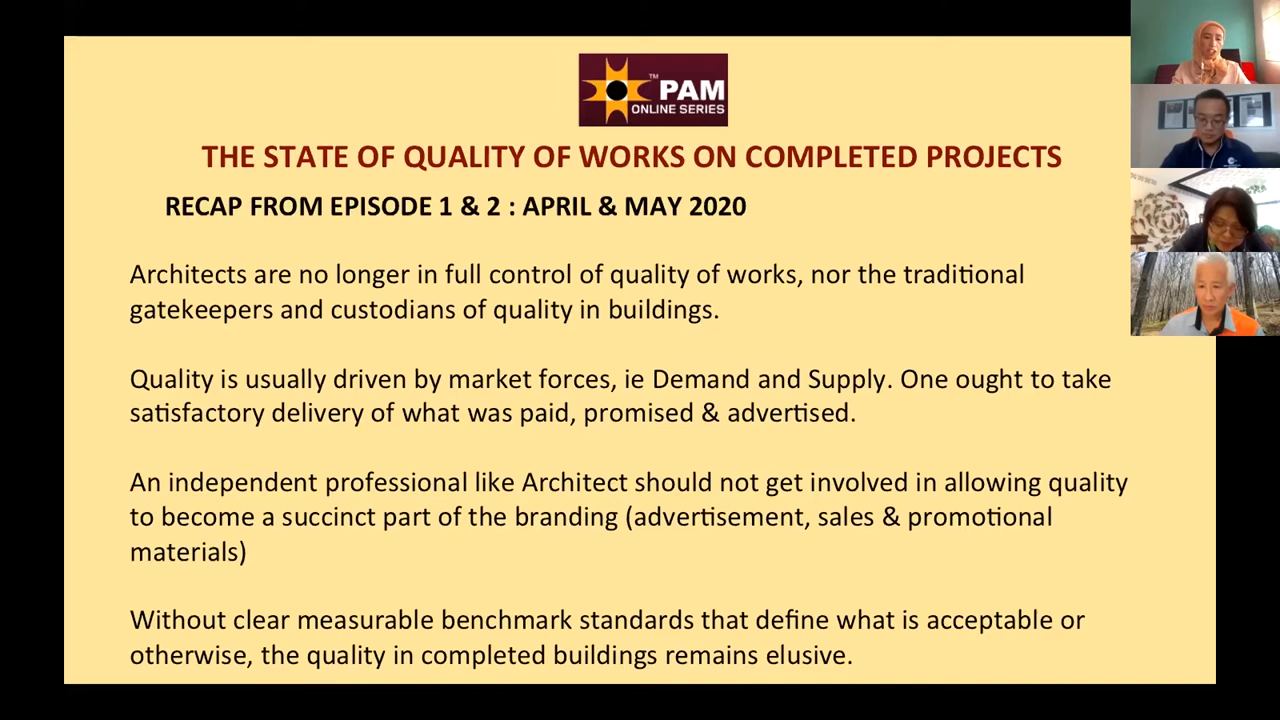 ™
PAM
ONLINE SERIES
THE STATE OF QUALITY OF WORKS ON COMPLETED PROJECTS
RECAP FROM EPISODE 1 & 2 : APRIL & MAY 2020
Architects are no longer in full control of quality of works, nor the traditional
gatekeepers and custodians of quality in buildings.
Quality is usually driven by market forces, ie Demand and Supply. One ought to take
satisfactory delivery of what was paid, promised & advertised.
An independent professional like Architect should not get involved in allowing quality
to become a succinct part of the branding (advertisement, sales & promotional
materials)
Without clear measurable benchmark standards that define what is acceptable or
otherwise, the quality in completed buildings remains elusive.